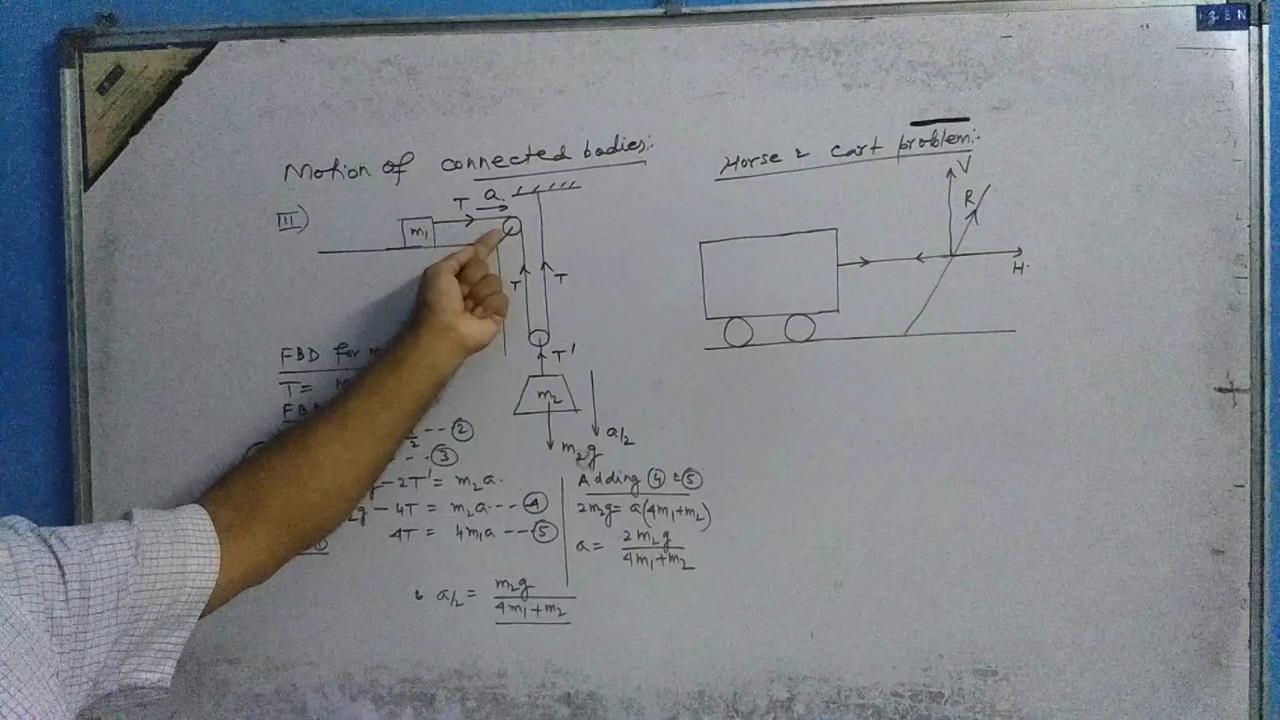 Motion of connected bodies:
III)
T a
m₁
T T
T'
m₂
a/2
m₂g
FBD for
T =
FBD
2 --- ②
--- ③
g - 2T' = m₂a.
2g - 4T = m₂a --- ④
4T = 4m₁a --- ⑤
a/2 = m₂g / 4m₁+m₂
Adding ④ & ⑤
2m₂g = a(4m₁+m₂)
a = 2m₂g / 4m₁+m₂
Horse & cart problem:
V
R
H.